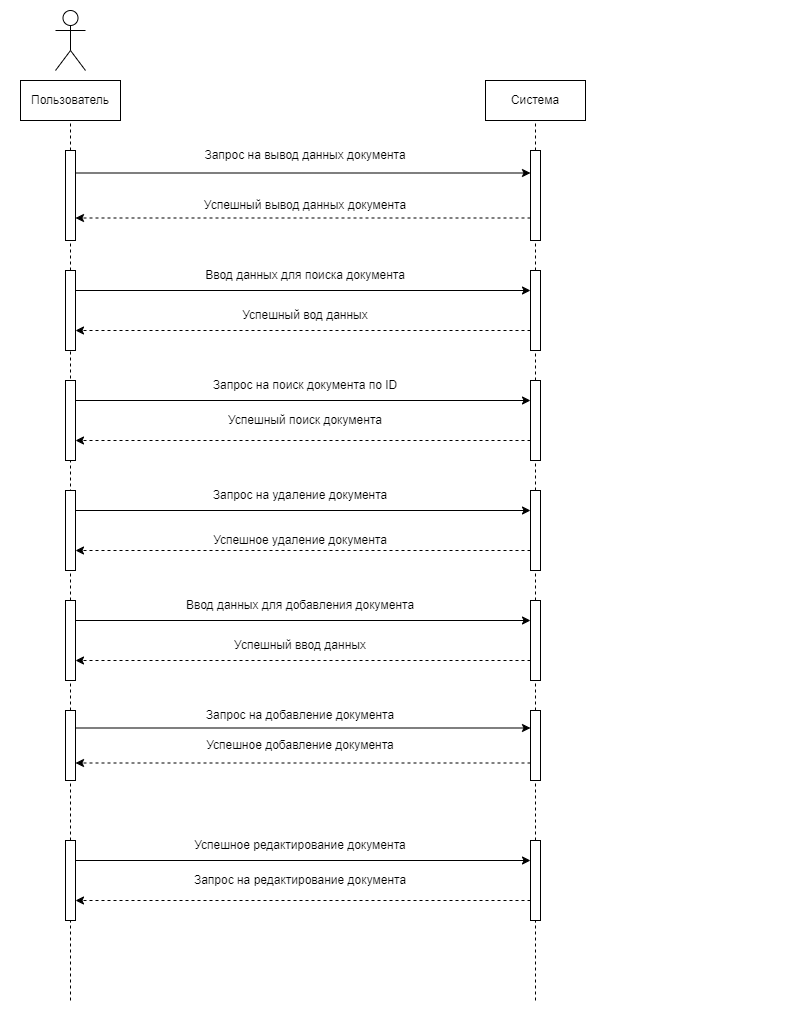 Пользователь
Система
Запрос на вывод данных документа
Успешный вывод данных документа
Ввод данных для поиска документа
Успешный вод данных
Запрос на поиск документа по ID
Успешный поиск документа
Запрос на удаление документа
Успешное удаление документа
Ввод данных для добавления документа
Успешный ввод данных
Запрос на добавление документа
Успешное добавление документа
Успешное редактирование документа
Запрос на редактирование документа